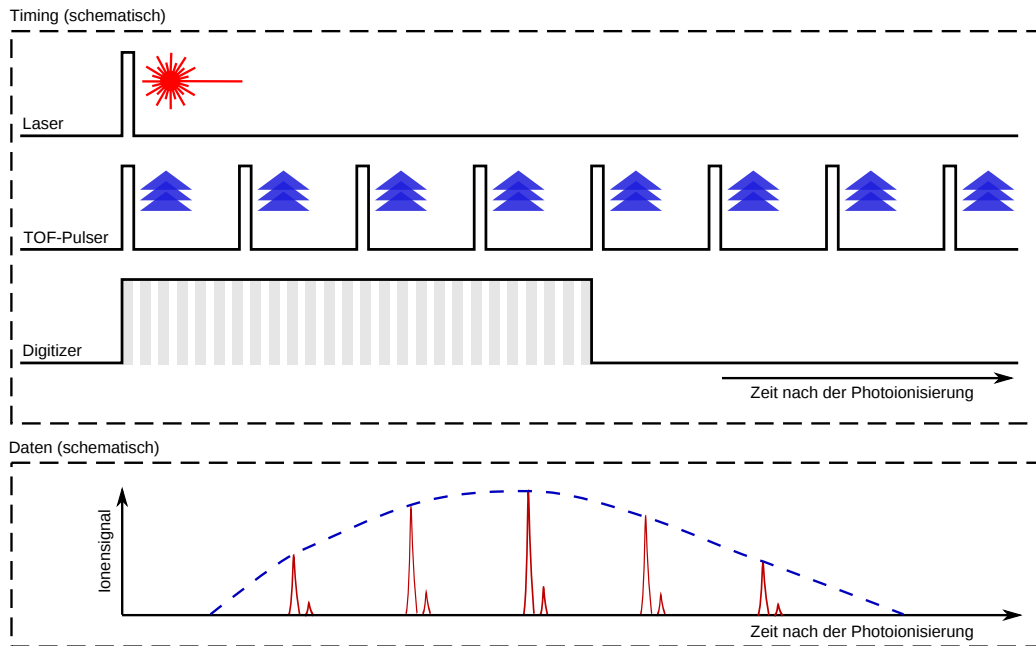 Timing (schematisch)
Laser
TOF-Pulser
Digitizer
Zeit nach der Photoionisierung
Daten (schematisch)
Ionensignal
Zeit nach der Photoionisierung